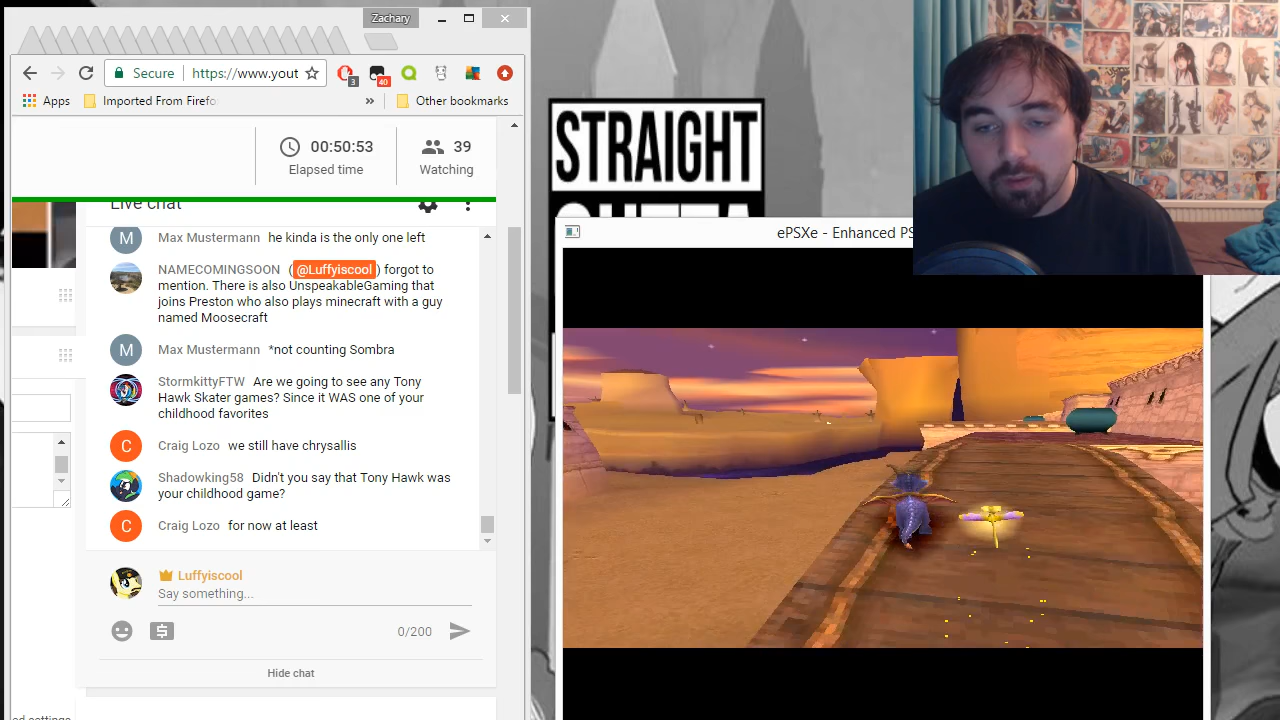 Zachary
Secure
https://www.yout
3
40
Apps
Imported From Firefo
»
Other bookmarks
00:50:53
Elapsed time
39
Watching
Live chat
M
Max Mustermann he kinda is the only one left
NAMECOMINGSOON (@Luffyiscool) forgot to
mention. There is also UnspeakableGaming that
joins Preston who also plays minecraft with a guy
named Moosecraft
M
Max Mustermann *not counting Sombra
StormkittyFTW Are we going to see any Tony
Hawk Skater games? Since it WAS one of your
childhood favorites
C
Craig Lozo we still have chrysallis
Shadowking58 Didn't you say that Tony Hawk was
your childhood game?
C
Craig Lozo for now at least
Luffyiscool
Say something...
0/200
Hide chat
ed settings
STRAIGHT
OUTTA
ePSXe - Enhanced PS